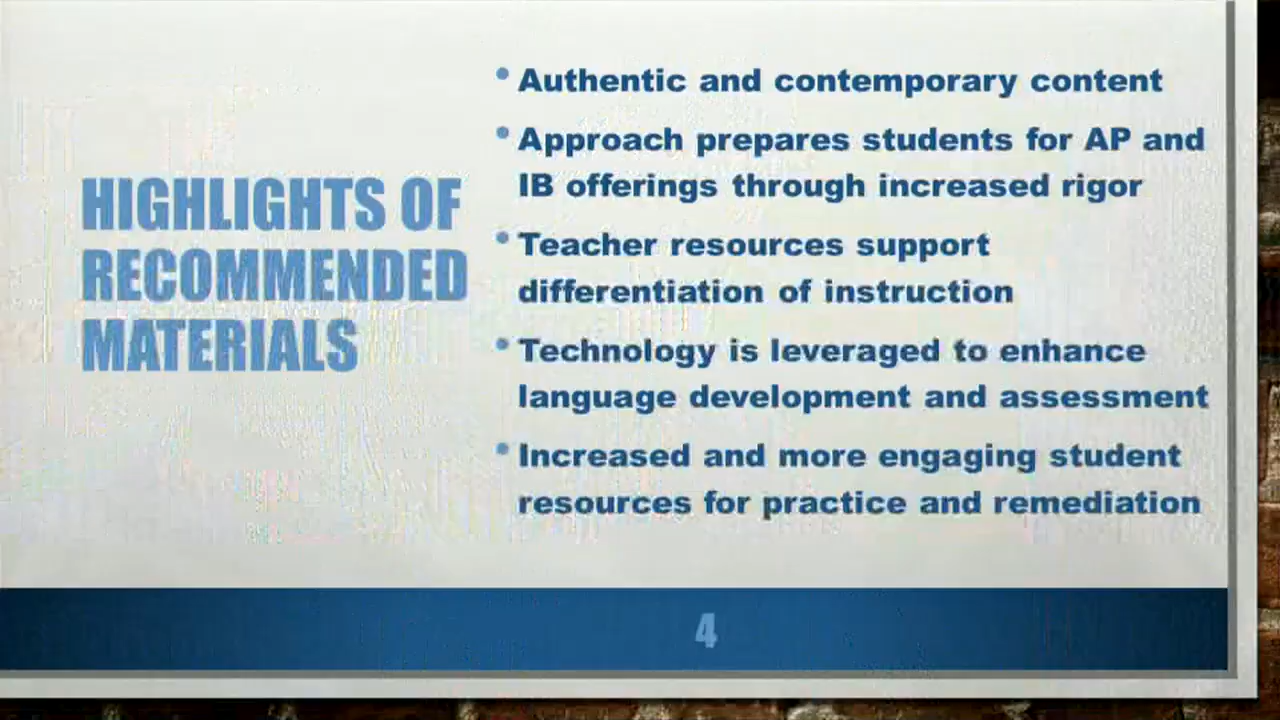 HIGHLIGHTS OF
RECOMMENDED
MATERIALS
• Authentic and contemporary content
• Approach prepares students for AP and
IB offerings through increased rigor
• Teacher resources support
differentiation of instruction
• Technology is leveraged to enhance
language development and assessment
• Increased and more engaging student
resources for practice and remediation
4